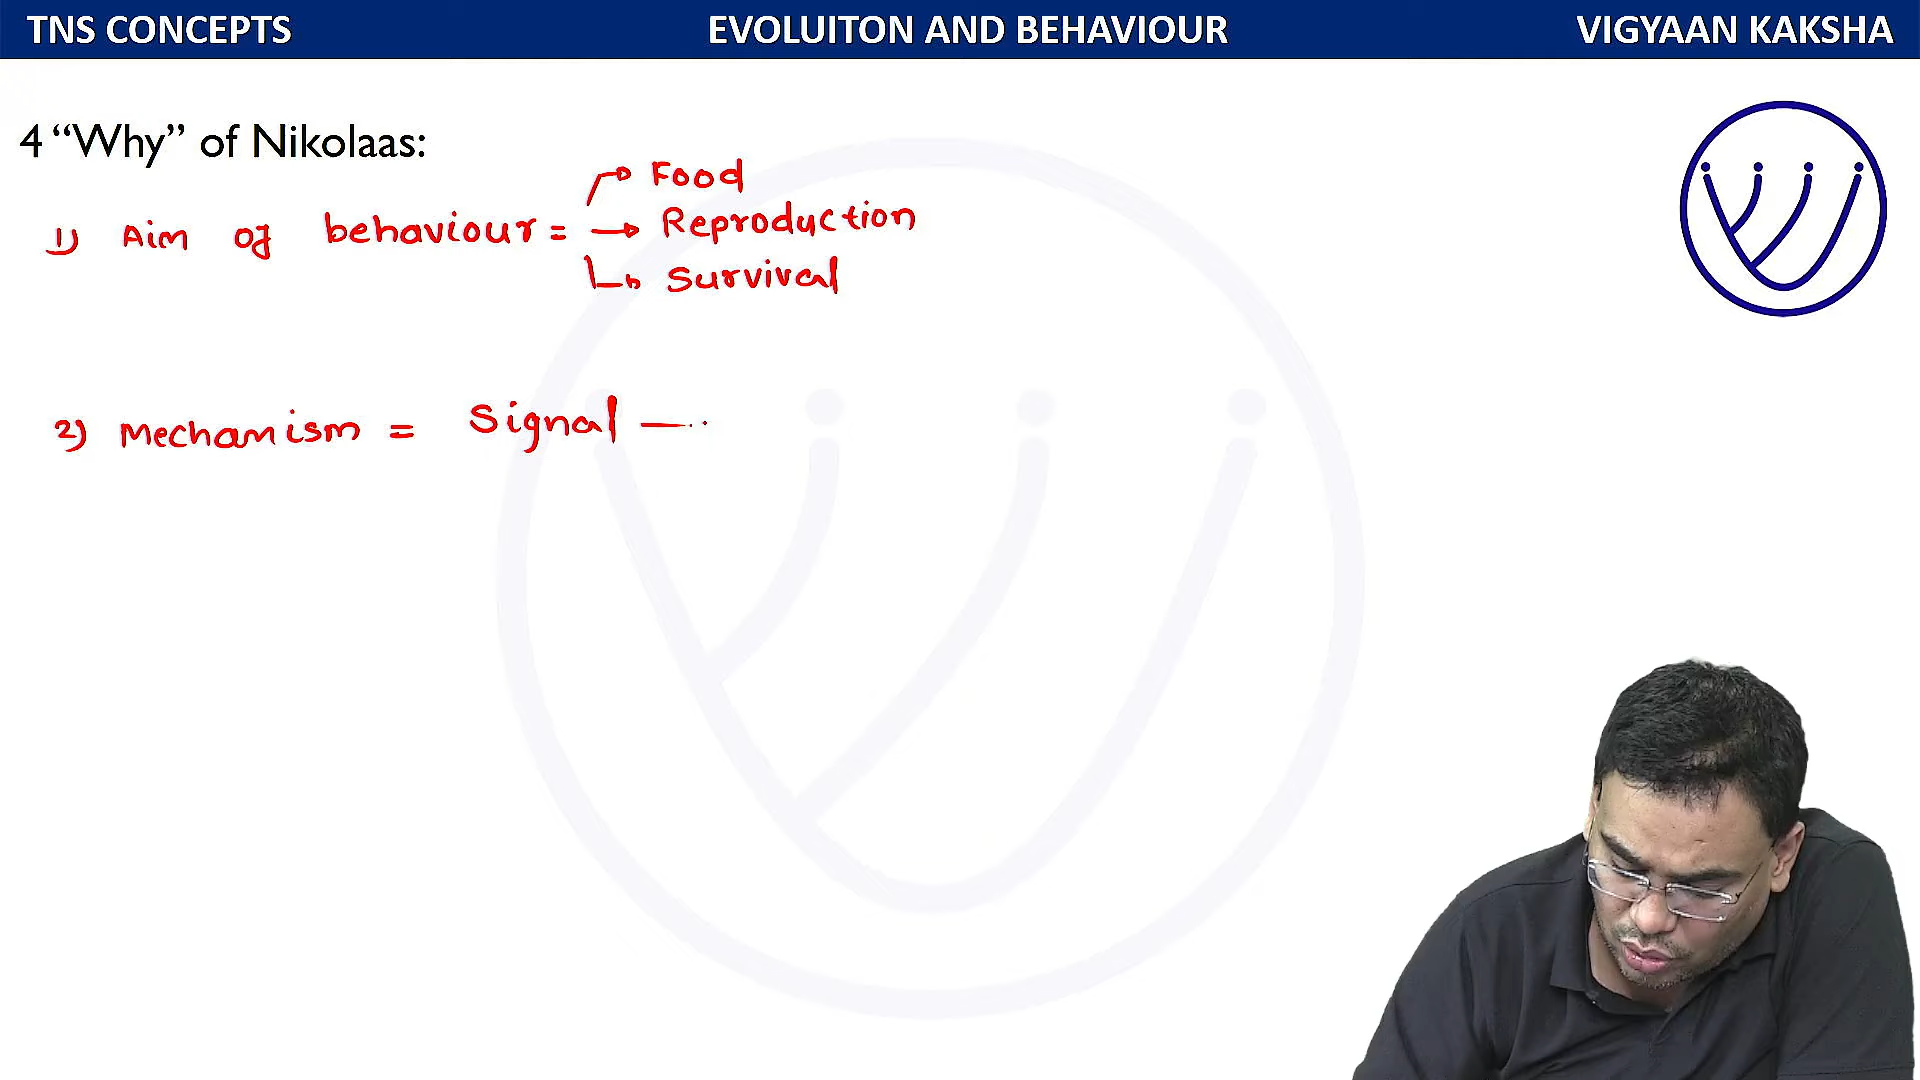 TNS CONCEPTS EVOLUITON AND BEHAVIOUR VIGYAAN KAKSHA
4 “Why” of Nikolaas:
1) Aim of behaviour = → Food
→ Reproduction
→ Survival
2) Mechanism = Signal —